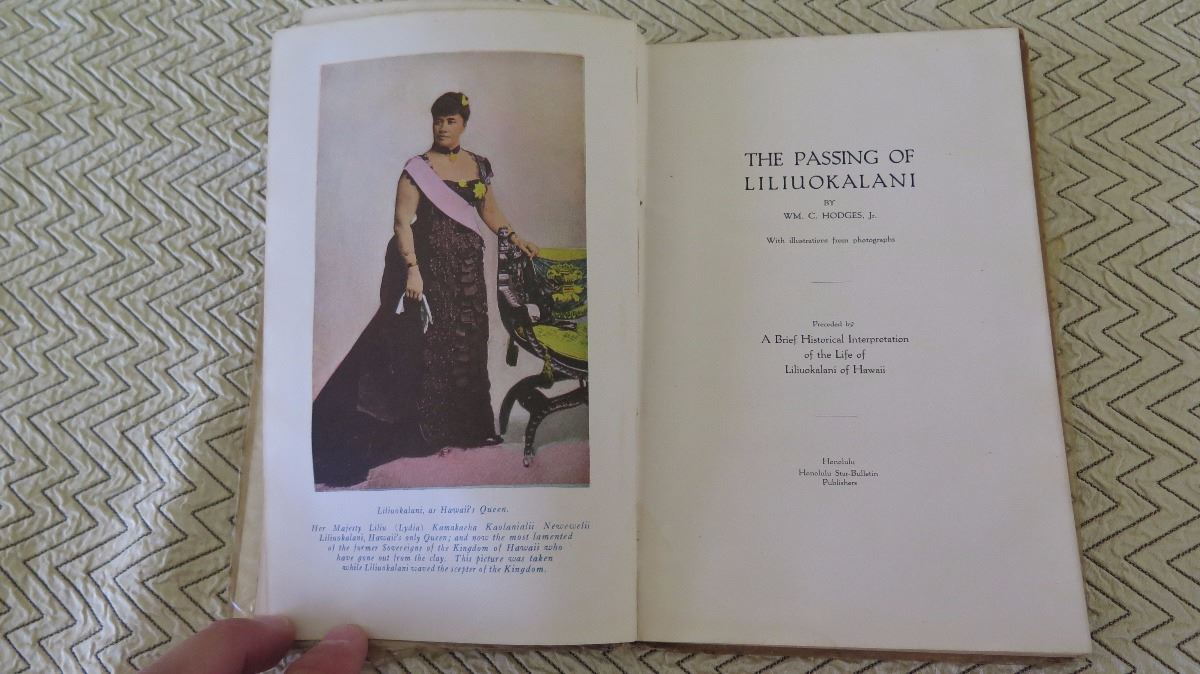 Liliuokalani, as Hawaii's Queen.
Her Majesty Liliu (Lydia) Kamakaeha Kaolanialii Newewelii
Liliuokalani, Hawaii's only Queen; and now the most lamented
of the former Sovereigns of the Kingdom of Hawaii who
have gone out from the clay. This picture was taken
while Liliuokalani waved the scepter of the Kingdom.
THE PASSING OF
LILIUOKALANI
BY
WM. C. HODGES, Jr.
With illustrations from photographs
Preceded by
A Brief Historical Interpretation
of the Life of
Liliuokalani of Hawaii
Honolulu
Honolulu Star-Bulletin
Publishers